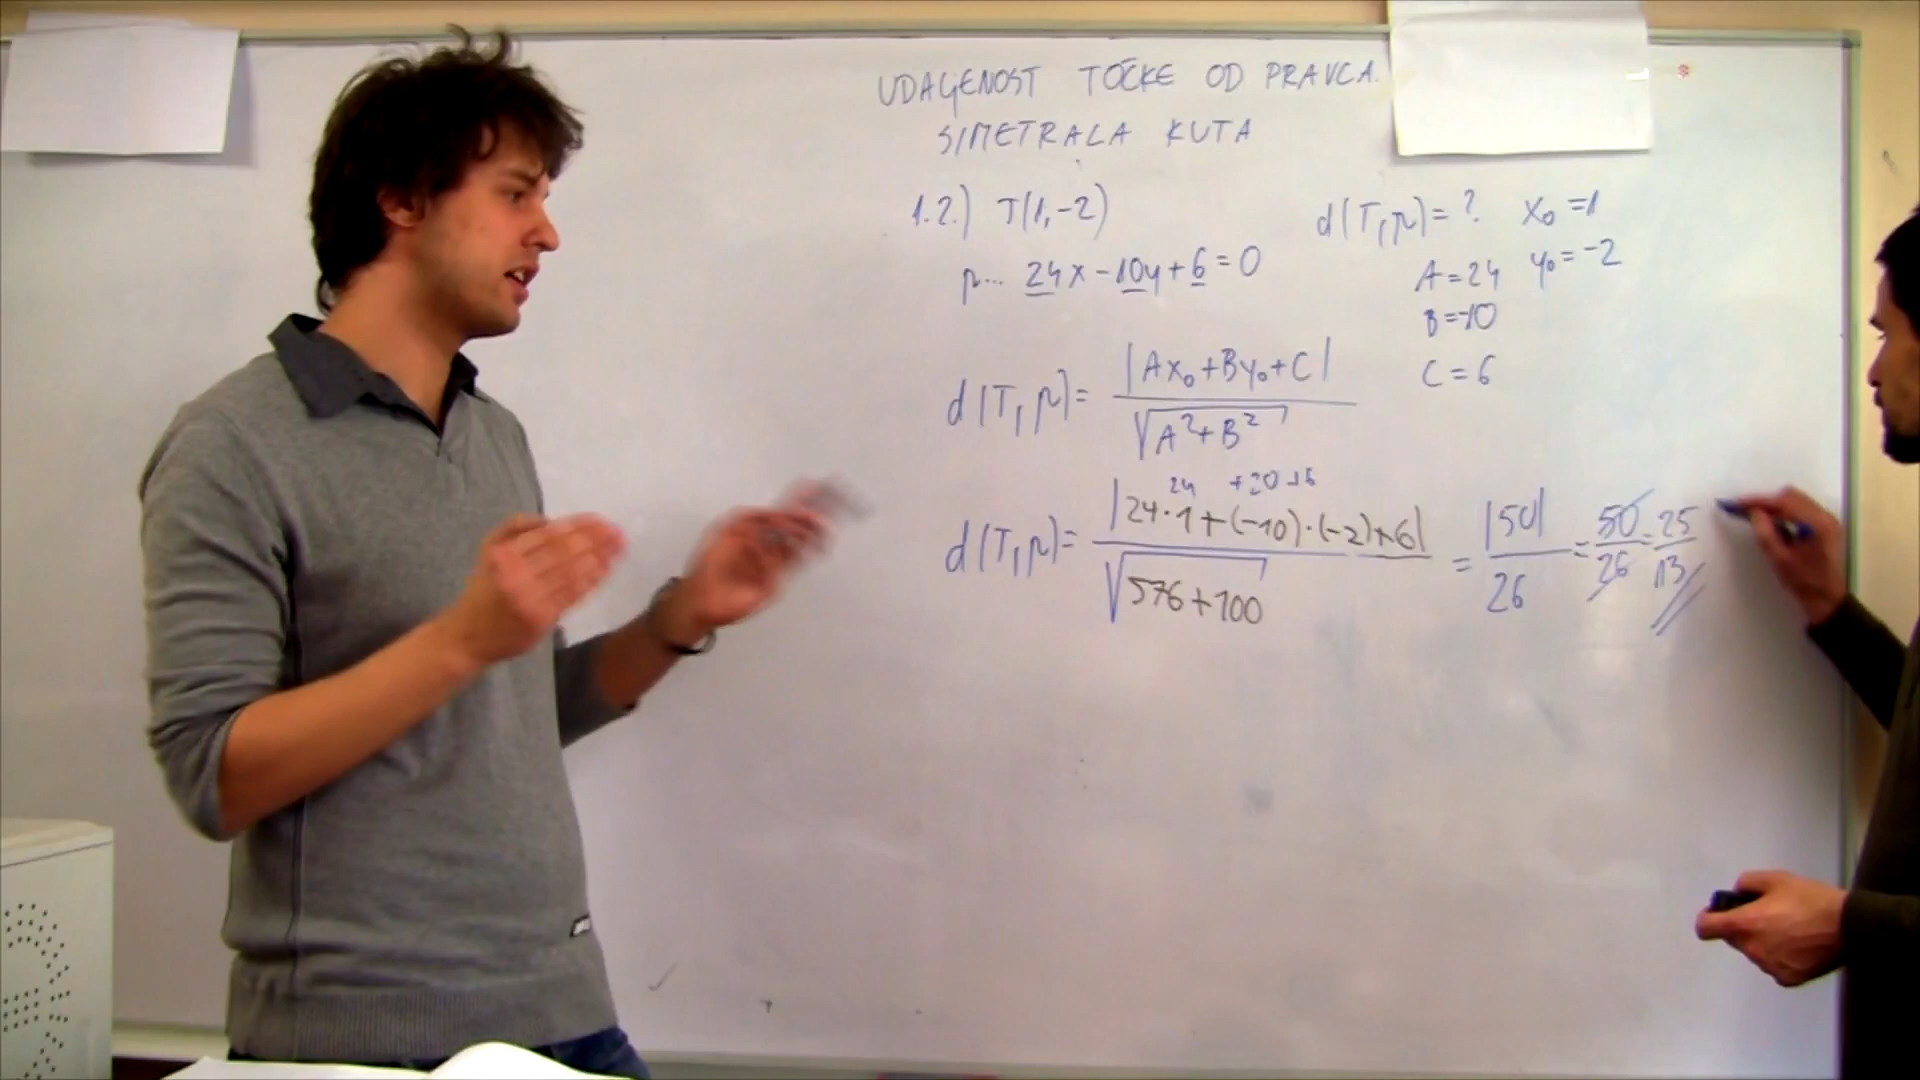 UDALJENOST TOČKE OD PRAVCA.
SIMETRALA KUTA
1.2.) T(1,-2)
p... 24x-10y+6=0
d(T,p)=? x₀=1
A=24 y₀=-2
B=-10
C=6
d(T,p)= |Ax₀+By₀+C| / √A²+B²
24 +20+6
d(T,p)= |24·1+(-10)·(-2)+6| / √576+100 = |50| / 26 = 50/26 = 25/13